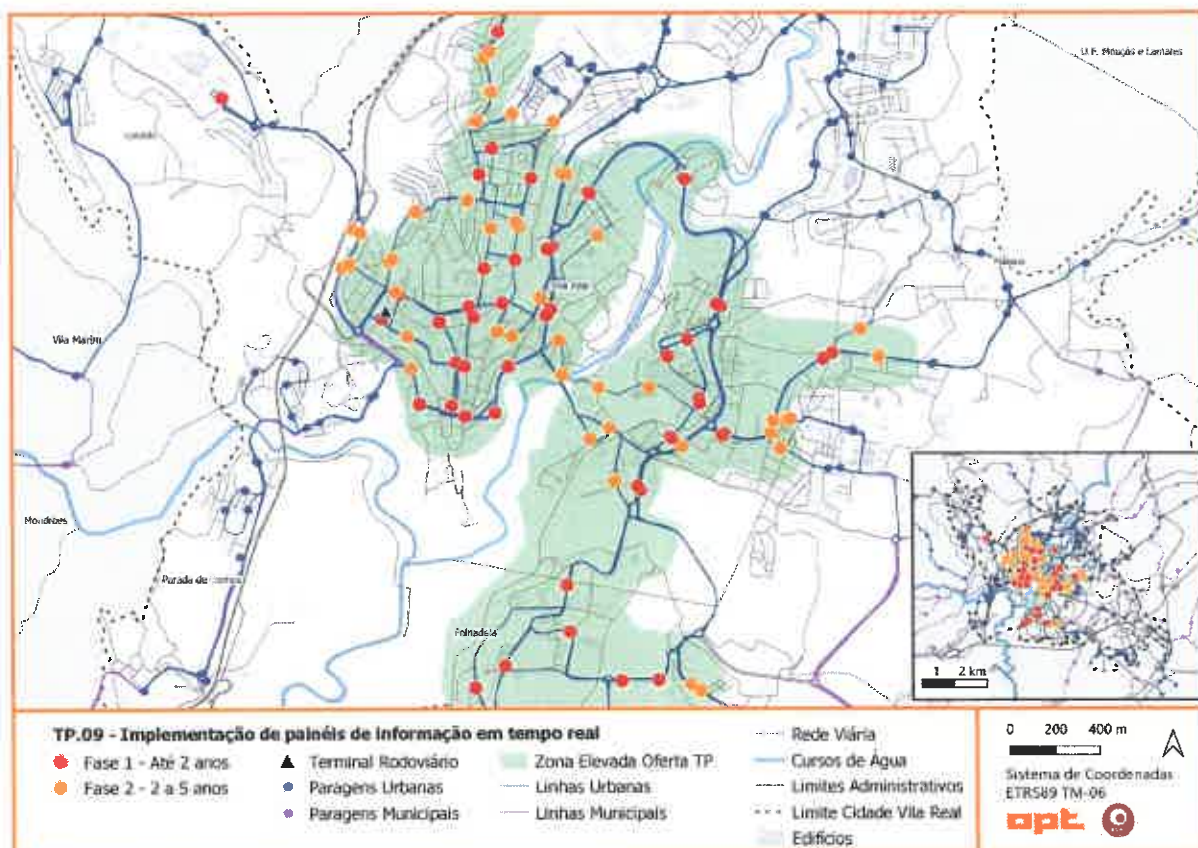 U.F. Mouçós e Lamares
Vila Marim
Mondrões
Parada de
Folhadela
1 2 km
TP.09 - Implementação de painéis de informação em tempo real
Fase 1 - Até 2 anos
Fase 2 - 2 a 5 anos
Terminal Rodoviário
Paragens Urbanas
Paragens Municipais
Zona Elevada Oferta TP
Linhas Urbanas
Linhas Municipais
Rede Viária
Cursos de Água
Limites Administrativos
Limite Cidade Vila Real
Edifícios
0 200 400 m
Sistema de Coordenadas
ETRS89 TM-06
opt